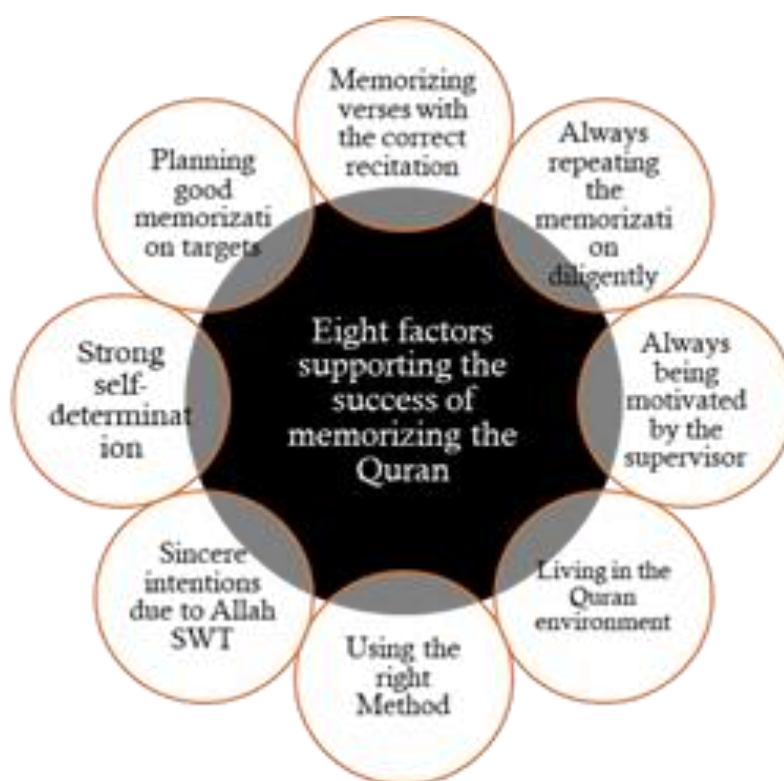 Memorizing
verses with
the correct
recitation
Always
repeating
the
memorizati
on
diligently
Always
being
motivated
by the
supervisor
Living in the
Quran
environment
Using the
right
Method
Sincere
intentions
due to Allah
SWT
Strong
self-
determinat
ion
Planning
good
memorizati
on targets
Eight factors
supporting the
success of
memorizing the
Quran